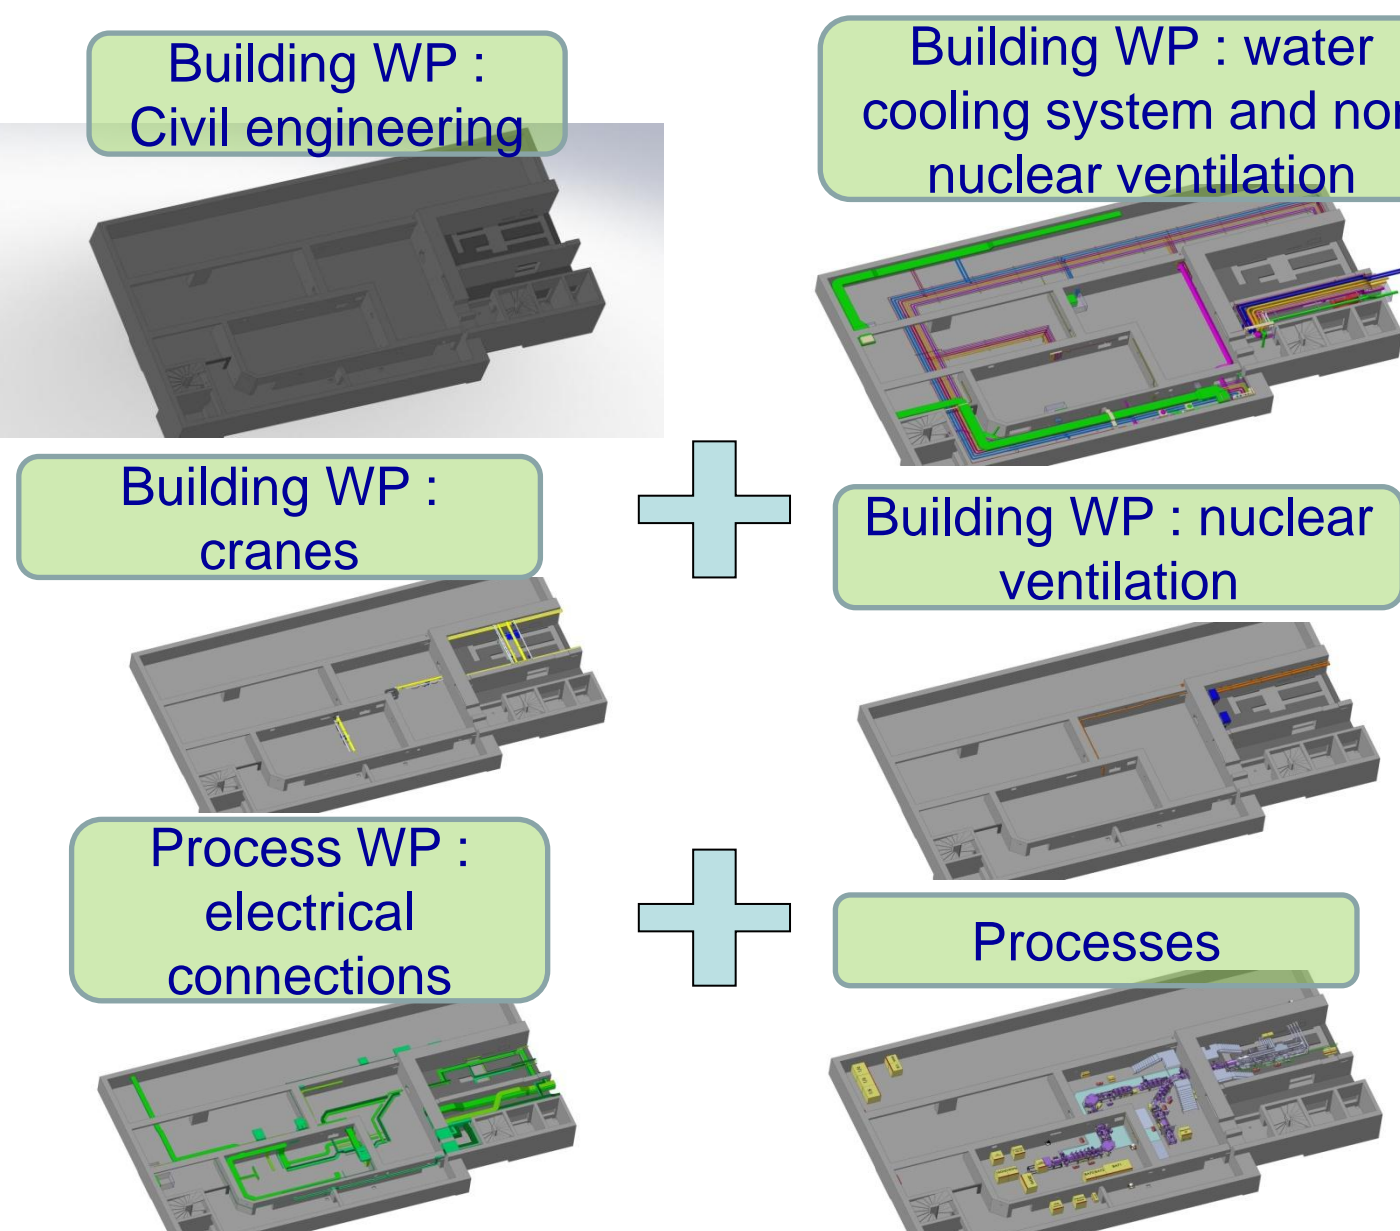 Building WP :
Civil engineering
Building WP : water
cooling system and non
nuclear ventilation
Building WP :
cranes
Building WP : nuclear
ventilation
Process WP :
electrical
connections
Processes